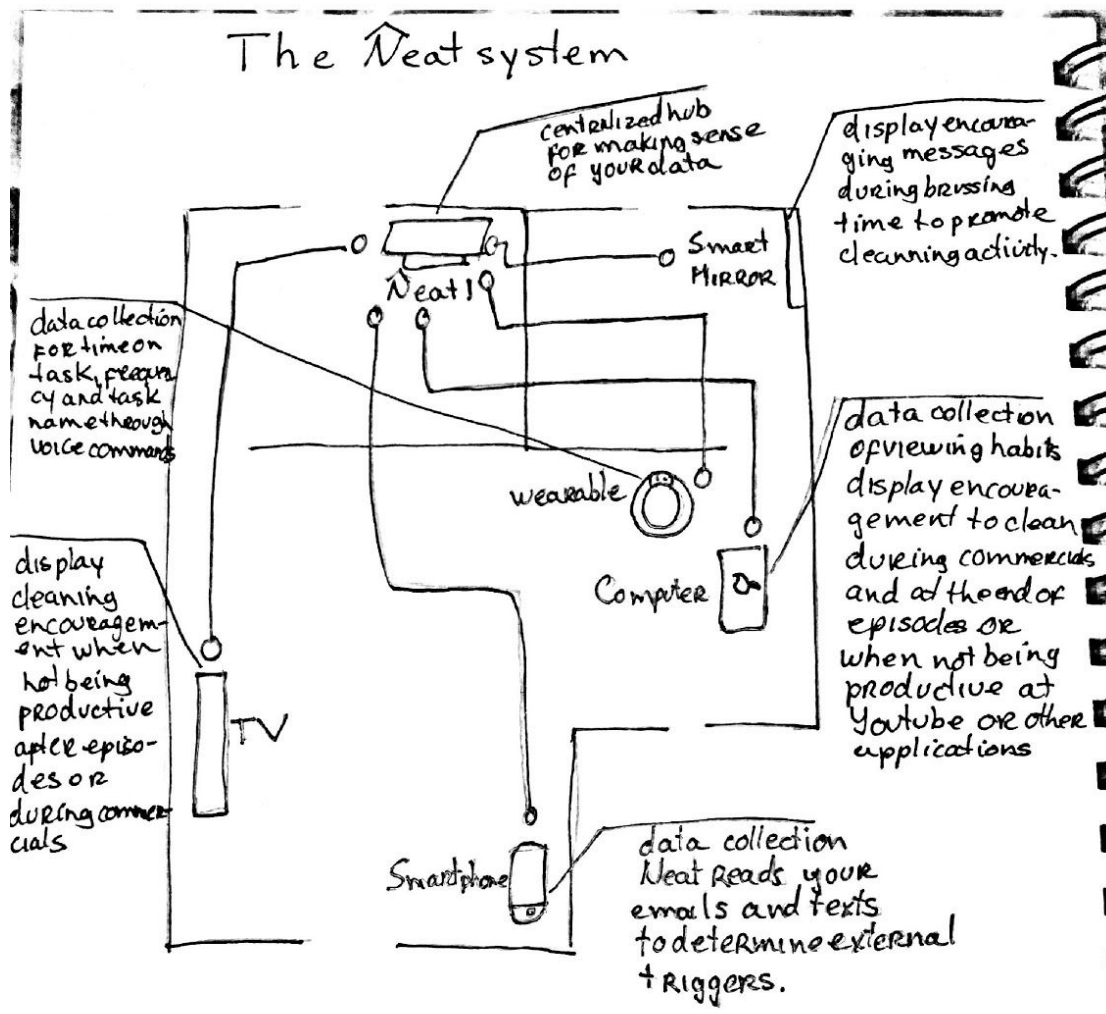 The Neat system
centralized hub
for making sense
of your data
display encoura-
ging messages
during brussing
time to promote
cleanning activity.
Smart
Mirror
Neat!
data collection
for time on
task, frequen
cy and task
name through
voice commands
wearable
data collection
of viewing habits
display encoura-
gement to clean
during commercials
and at the end of
episodes or
when not being
productive at
Youtube or other
applications
Computer
display
cleaning
encouragem-
ent when
not being
productive
after episo-
des or
during commer-
cials
TV
Smartphone
data collection
Neat Reads your
emails and texts
to determine external
triggers.